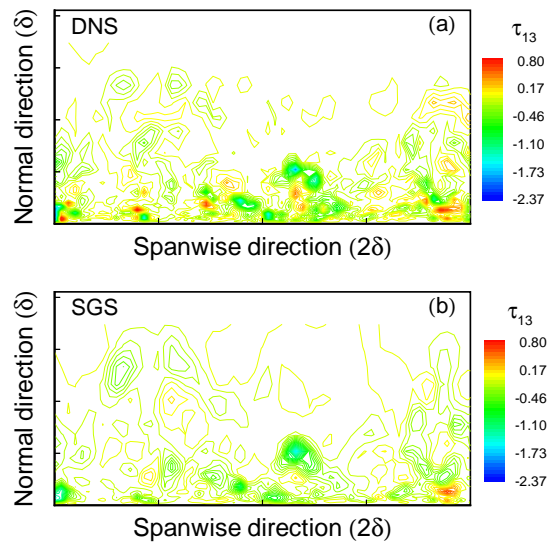 DNS
(a)
τ13
0.80
0.17
-0.46
-1.10
-1.73
-2.37
Normal direction (δ)
Spanwise direction (2δ)
SGS
(b)
τ13
0.80
0.17
-0.46
-1.10
-1.73
-2.37
Normal direction (δ)
Spanwise direction (2δ)